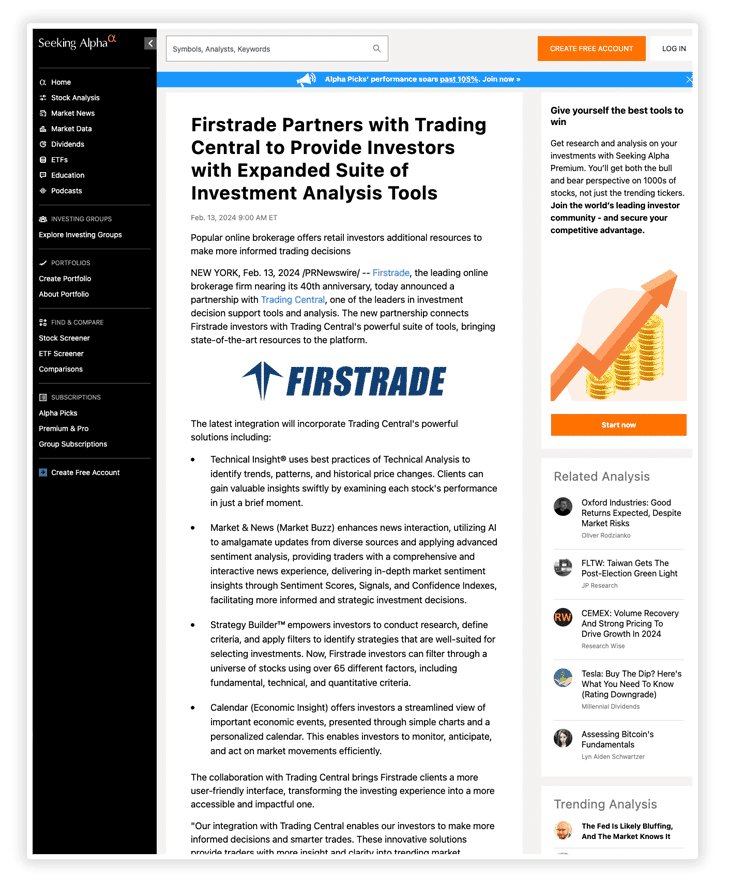 Seeking Alpha α
Symbols, Analysts, Keywords
CREATE FREE ACCOUNT
LOG IN
Alpha Picks' performance soars past 105%. Join now »
α Home
Stock Analysis
Market News
Market Data
Dividends
ETFs
Education
Podcasts
INVESTING GROUPS
Explore Investing Groups
PORTFOLIOS
Create Portfolio
About Portfolio
FIND & COMPARE
Stock Screener
ETF Screener
Comparisons
SUBSCRIPTIONS
Alpha Picks
Premium & Pro
Group Subscriptions
Create Free Account
Firstrade Partners with Trading
Central to Provide Investors
with Expanded Suite of
Investment Analysis Tools
Feb. 13, 2024 9:00 AM ET
Popular online brokerage offers retail investors additional resources to
make more informed trading decisions
NEW YORK, Feb. 13, 2024 /PRNewswire/ -- Firstrade, the leading online
brokerage firm nearing its 40th anniversary, today announced a
partnership with Trading Central, one of the leaders in investment
decision support tools and analysis. The new partnership connects
Firstrade investors with Trading Central's powerful suite of tools, bringing
state-of-the-art resources to the platform.
FIRSTRADE
The latest integration will incorporate Trading Central's powerful
solutions including:
• Technical Insight® uses best practices of Technical Analysis to
identify trends, patterns, and historical price changes. Clients can
gain valuable insights swiftly by examining each stock's performance
in just a brief moment.
• Market & News (Market Buzz) enhances news interaction, utilizing AI
to amalgamate updates from diverse sources and applying advanced
sentiment analysis, providing traders with a comprehensive and
interactive news experience, delivering in-depth market sentiment
insights through Sentiment Scores, Signals, and Confidence Indexes,
facilitating more informed and strategic investment decisions.
• Strategy Builder™ empowers investors to conduct research, define
criteria, and apply filters to identify strategies that are well-suited for
selecting investments. Now, Firstrade investors can filter through a
universe of stocks using over 65 different factors, including
fundamental, technical, and quantitative criteria.
• Calendar (Economic Insight) offers investors a streamlined view of
important economic events, presented through simple charts and a
personalized calendar. This enables investors to monitor, anticipate,
and act on market movements efficiently.
The collaboration with Trading Central brings Firstrade clients a more
user-friendly interface, transforming the investing experience into a more
accessible and impactful one.
"Our integration with Trading Central enables our investors to make more
informed decisions and smarter trades. These innovative solutions
provide traders with more insight and clarity into trending market
Give yourself the best tools to
win
Get research and analysis on your
investments with Seeking Alpha
Premium. You'll get both the bull
and bear perspective on 1000s of
stocks, not just the trending tickers.
Join the world's leading investor
community - and secure your
competitive advantage.
Start now
Related Analysis
Oxford Industries: Good
Returns Expected, Despite
Market Risks
Oliver Rodzianko
FLTW: Taiwan Gets The
Post-Election Green Light
JP Research
RW
CEMEX: Volume Recovery
And Strong Pricing To
Drive Growth In 2024
Research Wise
Tesla: Buy The Dip? Here's
What You Need To Know
(Rating Downgrade)
Millennial Dividends
Assessing Bitcoin's
Fundamentals
Lyn Alden Schwartzer
Trending Analysis
The Fed Is Likely Bluffing,
And The Market Knows It